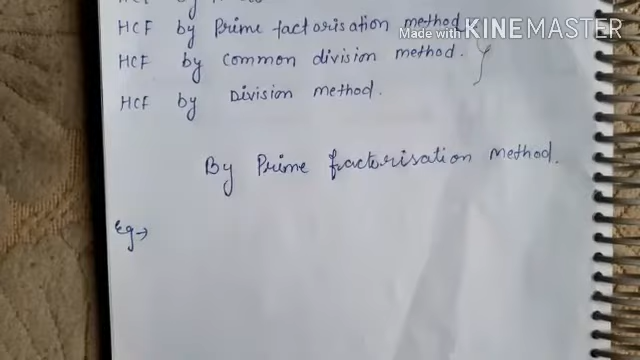 HCF by Prime factorisation method
Made with KINEMASTER
HCF by common division method.
HCF by Division method.
By Prime fractorisation method.
Eg→